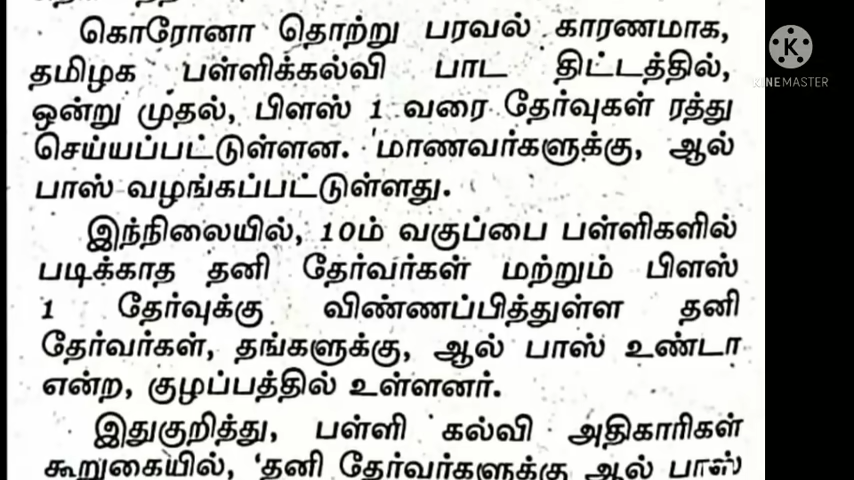 கொரோனா தொற்று பரவல் காரணமாக,
தமிழக பள்ளிக்கல்வி பாட திட்டத்தில்,
ஒன்று முதல், பிளஸ் 1 வரை தேர்வுகள் ரத்து
செய்யப்பட்டுள்ளன. 'மாணவர்களுக்கு, ஆல்
பாஸ் வழங்கப்பட்டுள்ளது.
இந்நிலையில், 10ம் வகுப்பை பள்ளிகளில்
படிக்காத தனி தேர்வர்கள் மற்றும் பிளஸ்
1 தேர்வுக்கு விண்ணப்பித்துள்ள தனி
தேர்வர்கள், தங்களுக்கு, ஆல் பாஸ் உண்டா
என்ற, குழப்பத்தில் உள்ளனர்.
இதுகுறித்து, பள்ளி கல்வி அதிகாரிகள்
கூறுகையில், 'தனி தேர்வர்களுக்கு ஆல் பாஸ்
K
KINEMASTER